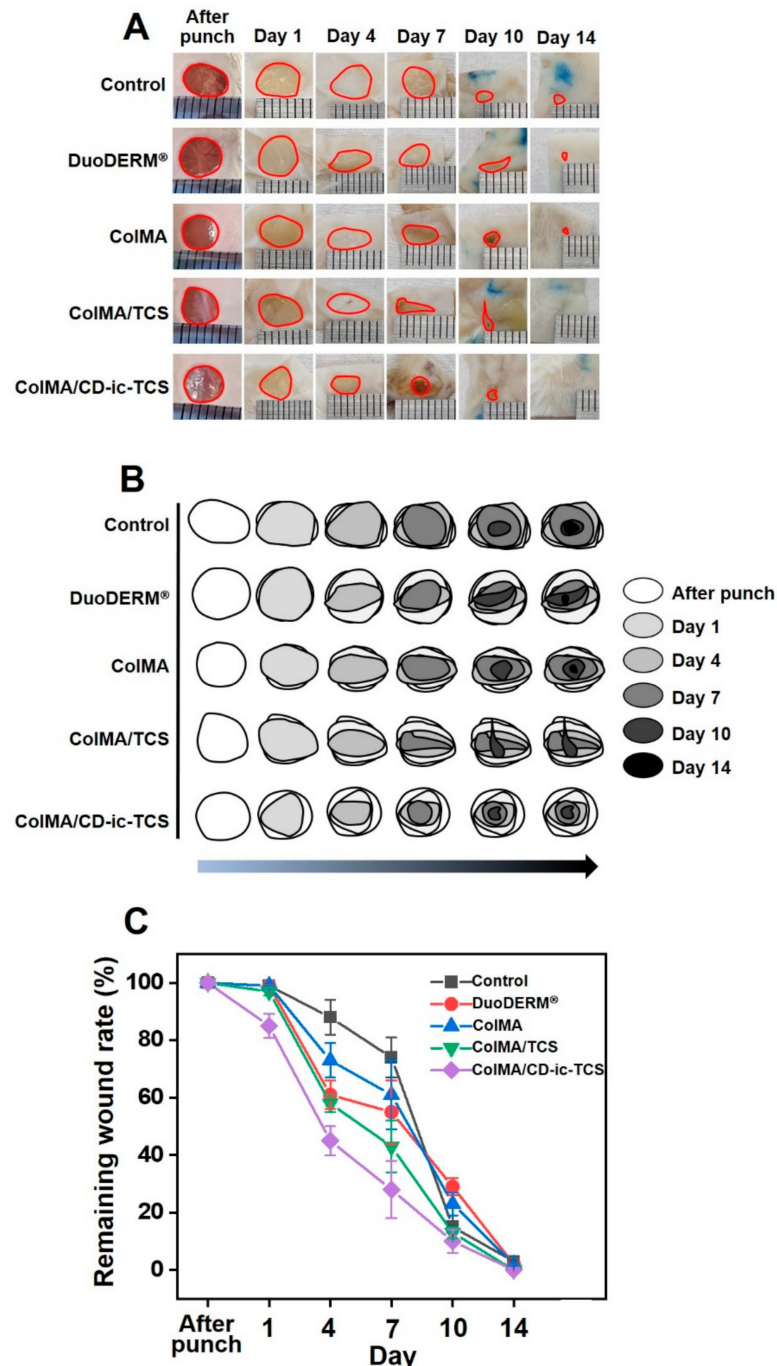 A
After punch Day 1 Day 4 Day 7 Day 10 Day 14
Control
DuoDERM®
ColMA
ColMA/TCS
ColMA/CD-ic-TCS
B
Control
DuoDERM®
ColMA
ColMA/TCS
ColMA/CD-ic-TCS
After punch
Day 1
Day 4
Day 7
Day 10
Day 14
C
Remaining wound rate (%)
100
80
60
40
20
0
Control
DuoDERM®
ColMA
ColMA/TCS
ColMA/CD-ic-TCS
After punch 1 4 7 10 14
Day